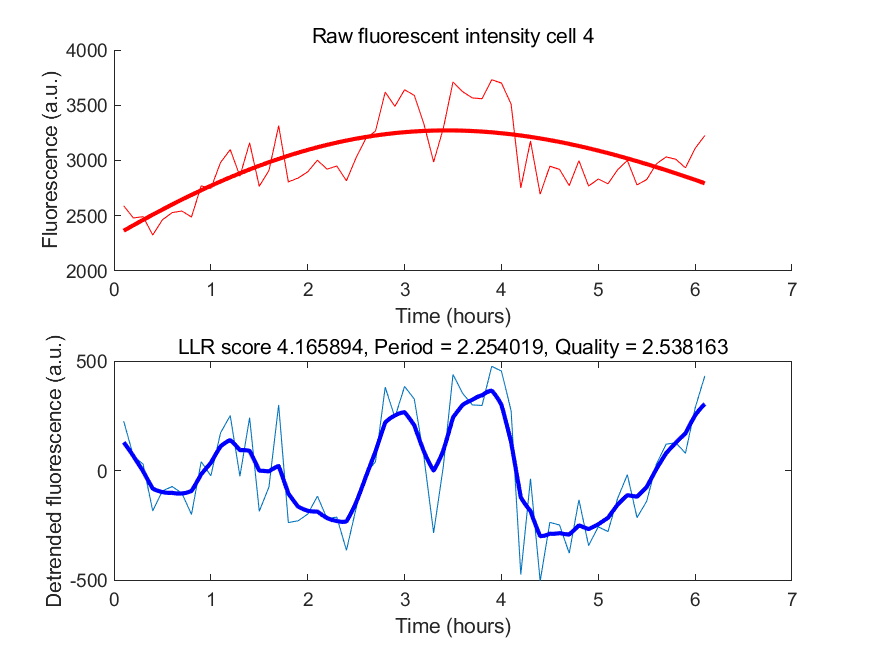 Raw fluorescent intensity cell 4
4000
3500
3000
2500
2000
Fluorescence (a.u.)
0 1 2 3 4 5 6 7
Time (hours)
LLR score 4.165894, Period = 2.254019, Quality = 2.538163
500
0
-500
Detrended fluorescence (a.u.)
0 1 2 3 4 5 6 7
Time (hours)